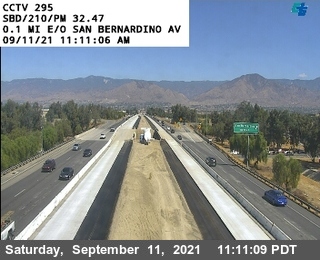 CCTV 295
SBD/210/PM 32.47
0.1 MI E/O SAN BERNARDINO AV
09/11/21 11:11:06 AM
Saturday, September 11, 2021 11:11:09 PDT